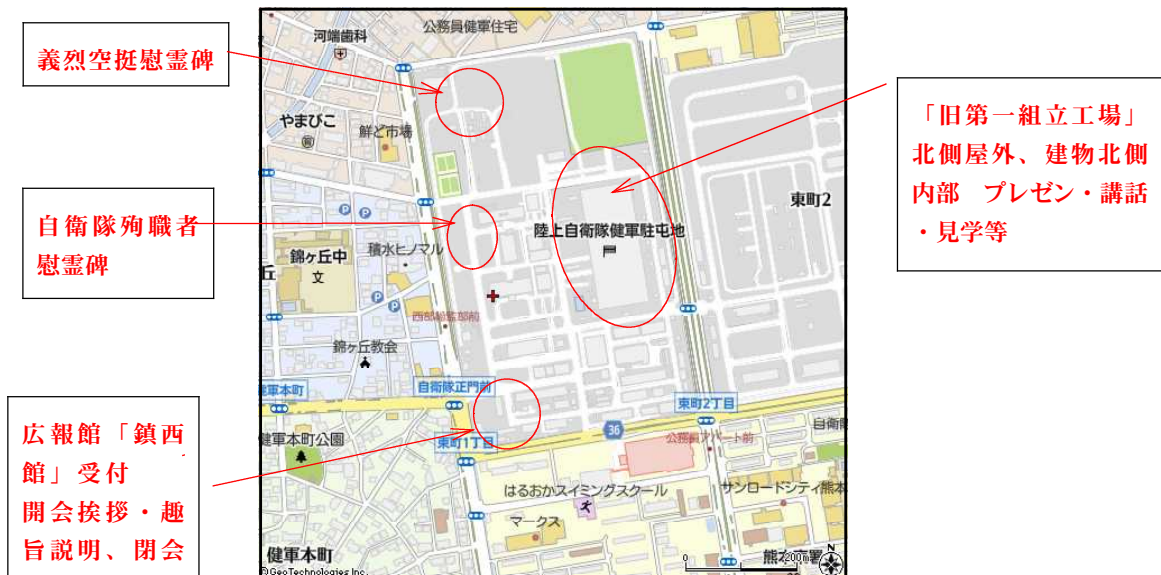 義烈空挺慰霊碑
自衛隊殉職者
慰霊碑
広報館「鎮西
館」受付
開会挨拶・趣
旨説明、閉会
「旧第一組立工場」
北側屋外、建物北側
内部 プレゼン・講話
・見学等
公務員健軍住宅
河端歯科
やまびこ
鮮ど市場
東町2
陸上自衛隊健軍駐屯地
積水ヒノマル
錦ヶ丘中
文
丘
西部総監部前
錦ヶ丘教会
健軍本町
自衛隊正門前
東町2丁目
36
健軍本町公園
東町1丁目
公務員アパート前
自衛隊
はるおかスイミングスクール
サンロードシティ熊本
マークス
健軍本町
0
200m
N
©GeoTechnologies Inc.